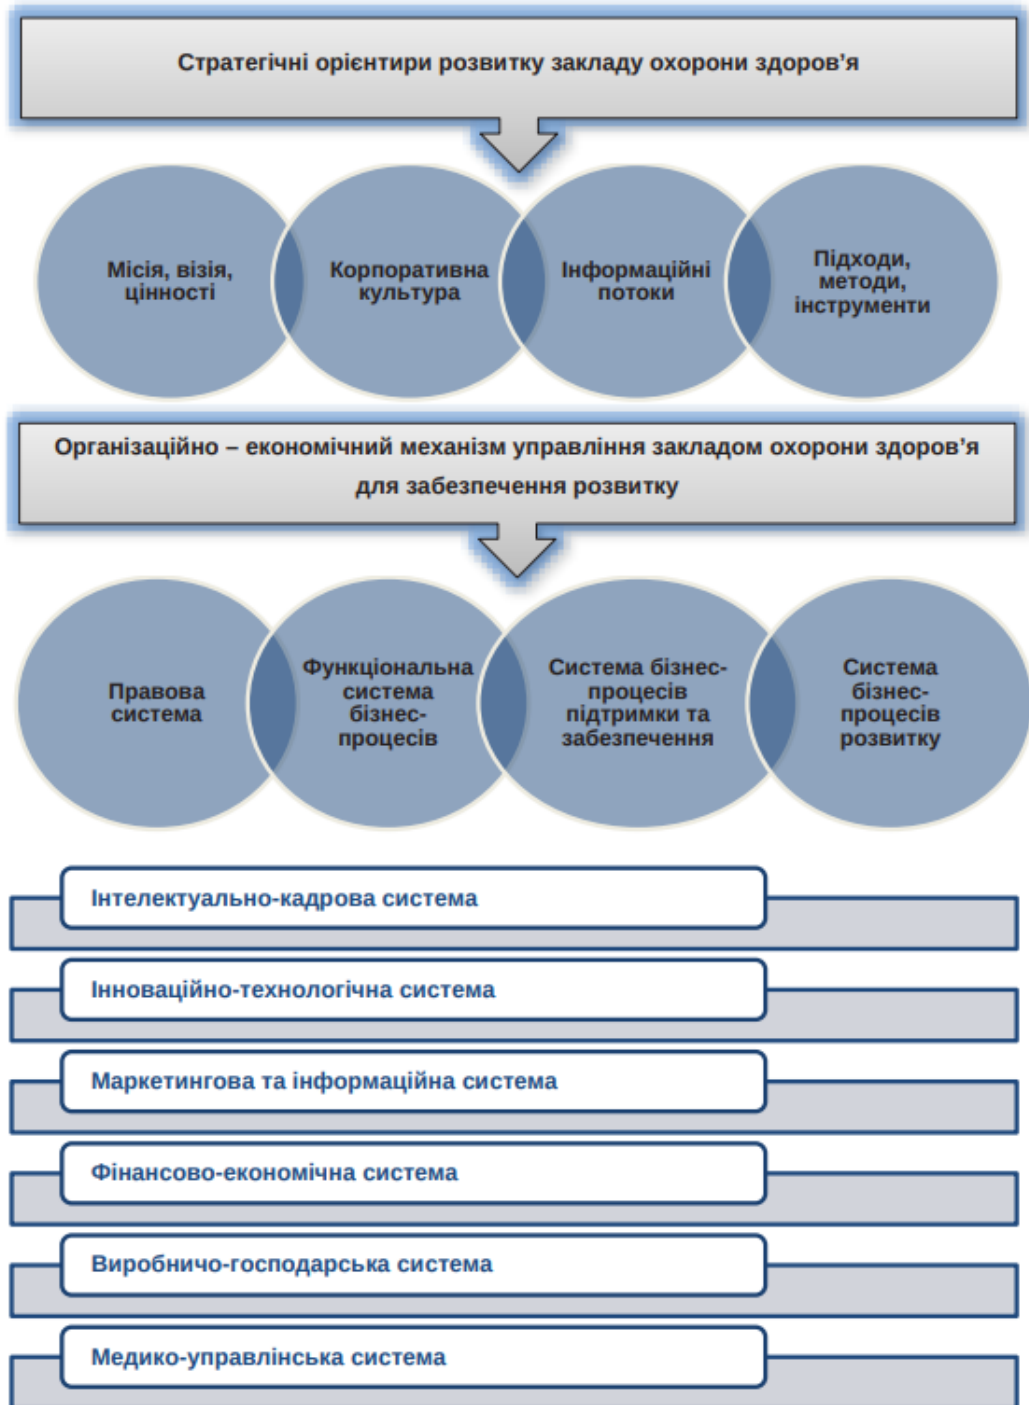 Стратегічні орієнтири розвитку закладу охорони здоров’я
Місія, візія,
цінності
Корпоративна
культура
Інформаційні
потоки
Підходи,
методи,
інструменти
Організаційно – економічний механізм управління закладом охорони здоров’я
для забезпечення розвитку
Правова
система
Функціональна
система
бізнес-
процесів
Система бізнес-
процесів
підтримки та
забезпечення
Система
бізнес-
процесів
розвитку
Інтелектуально-кадрова система
Інноваційно-технологічна система
Маркетингова та інформаційна система
Фінансово-економічна система
Виробничо-господарська система
Медико-управлінська система